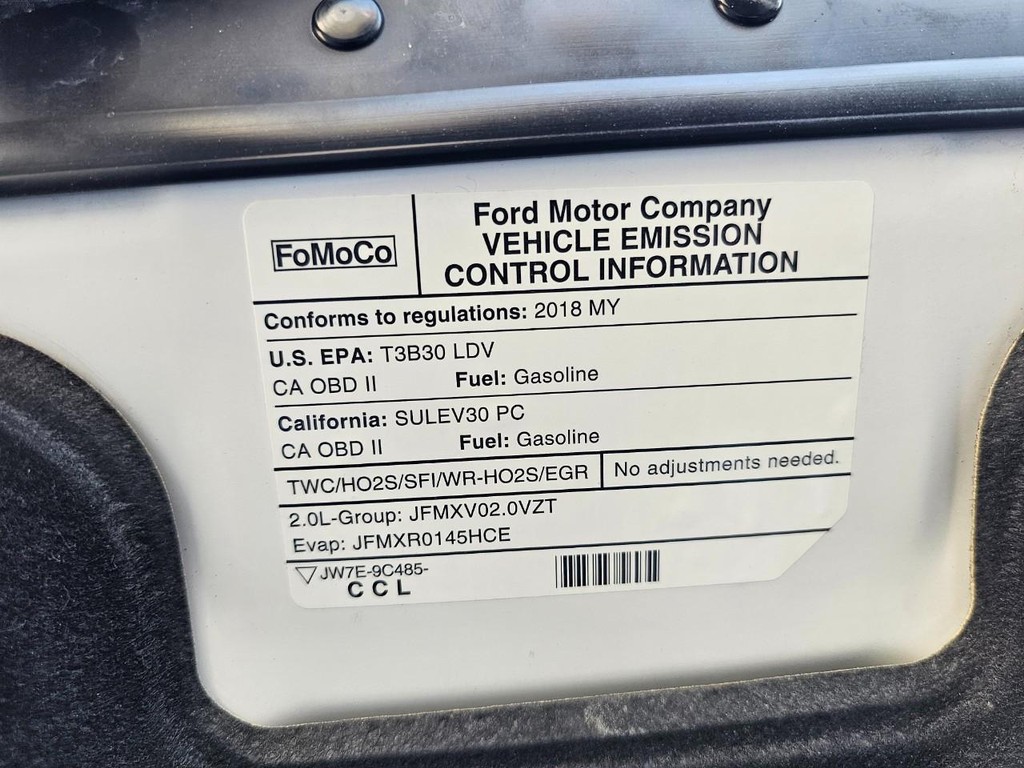 FoMoCo
Ford Motor Company
VEHICLE EMISSION
CONTROL INFORMATION
Conforms to regulations: 2018 MY
U.S. EPA: T3B30 LDV
CA OBD II Fuel: Gasoline
California: SULEV30 PC
CA OBD II Fuel: Gasoline
TWC/HO2S/SFI/WR-HO2S/EGR No adjustments needed.
2.0L-Group: JFMXV02.0VZT
Evap: JFMXR0145HCE
JW7E-9C485-
C C L